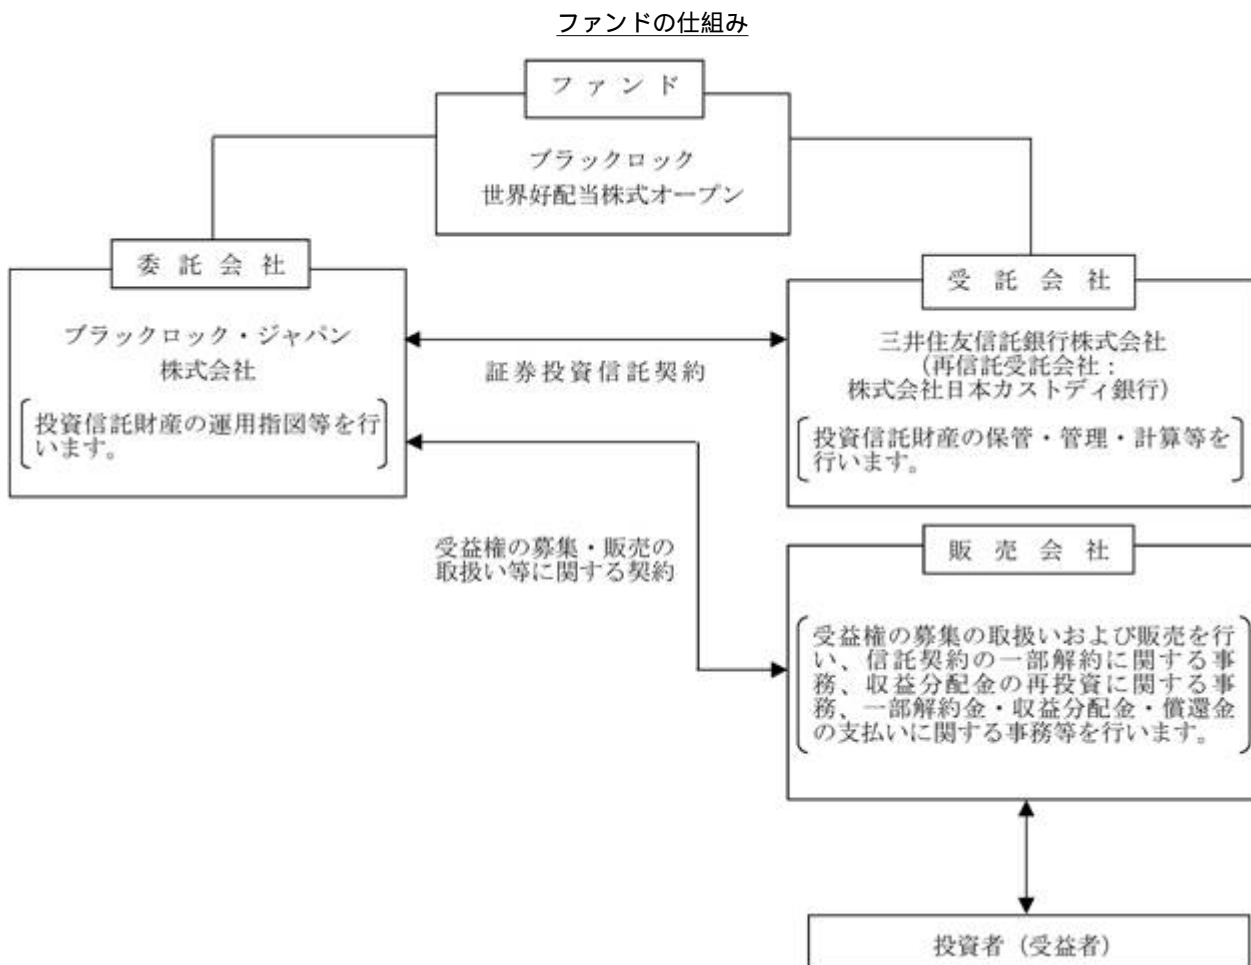 ファンドの仕組み
ファンド
ブラックロック
世界好配当株式オープン
委託会社
ブラックロック・ジャパン
株式会社
投資信託財産の運用指図等を行
います。
証券投資信託契約
受託会社
三井住友信託銀行株式会社
(再信託受託会社:
株式会社日本カストディ銀行)
投資信託財産の保管・管理・計算等を
行います。
受益権の募集・販売の
取扱い等に関する契約
販売会社
受益権の募集の取扱いおよび販売を行
い、信託契約の一部解約に関する事
務、収益分配金の再投資に関する事
務、一部解約金・収益分配金・償還金
の支払いに関する事務等を行います。
投資者(受益者)